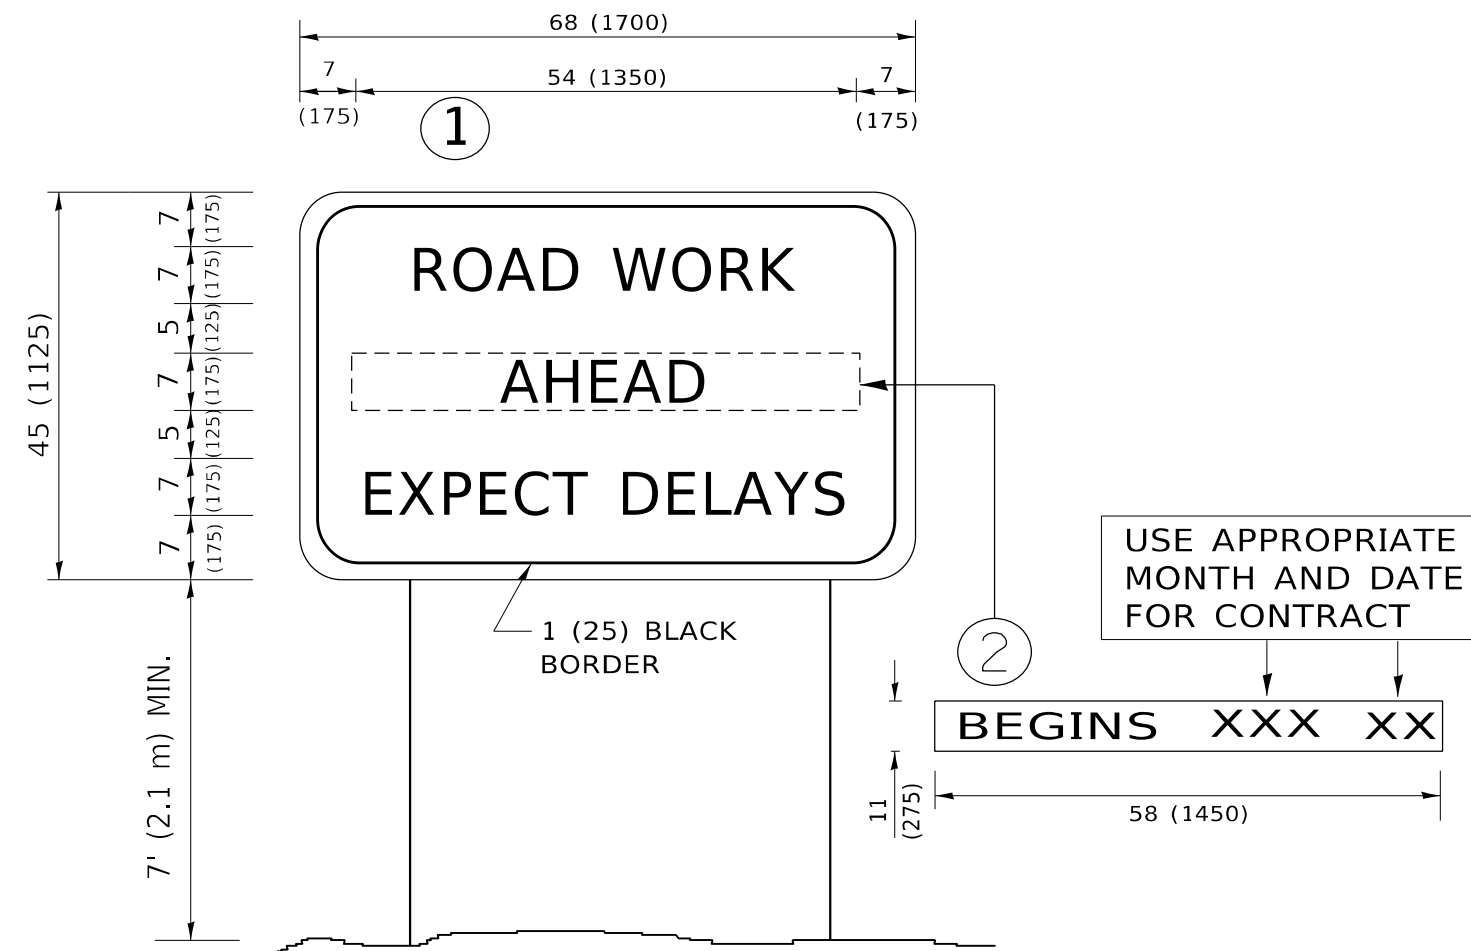 68 (1700)
7
54 (1350)
7
(175)
(175)
1
7
(175)
7
(175)
5
(125)
7
(175)
5
(125)
7
(175)
7
(175)
45 (1125)
ROAD WORK
AHEAD
EXPECT DELAYS
1 (25) BLACK
BORDER
7' (2.1 m) MIN.
USE APPROPRIATE
MONTH AND DATE
FOR CONTRACT
2
BEGINS XXX XX
11
(275)
58 (1450)